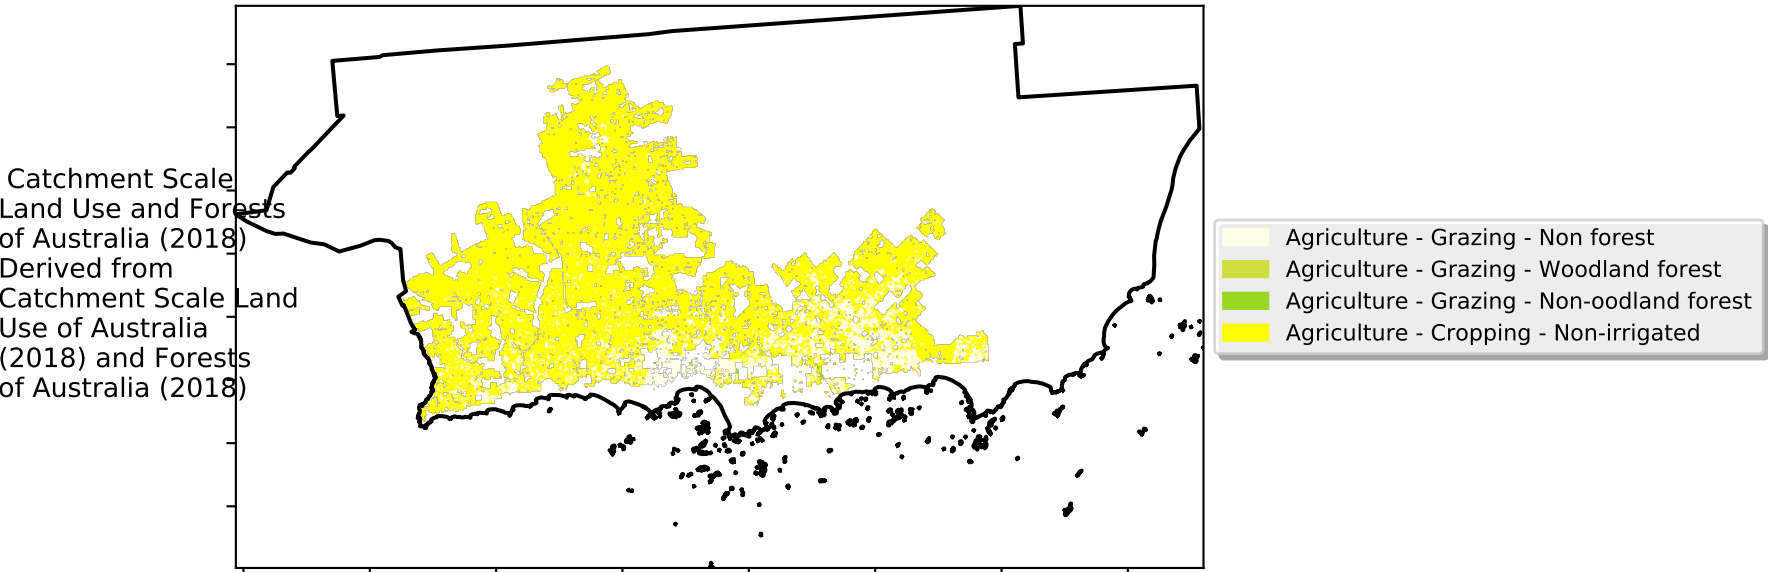 Catchment Scale
Land Use and Forests
of Australia (2018)
Derived from
Catchment Scale Land
Use of Australia
(2018) and Forests
of Australia (2018)
Agriculture - Grazing - Non forest
Agriculture - Grazing - Woodland forest
Agriculture - Grazing - Non-oodland forest
Agriculture - Cropping - Non-irrigated